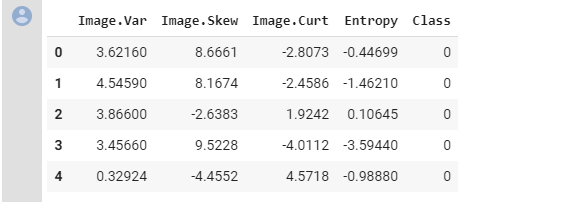 Image.Var Image.Skew Image.Curt Entropy Class
0 3.62160 8.6661 -2.8073 -0.44699 0
1 4.54590 8.1674 -2.4586 -1.46210 0
2 3.86600 -2.6383 1.9242 0.10645 0
3 3.45660 9.5228 -4.0112 -3.59440 0
4 0.32924 -4.4552 4.5718 -0.98880 0